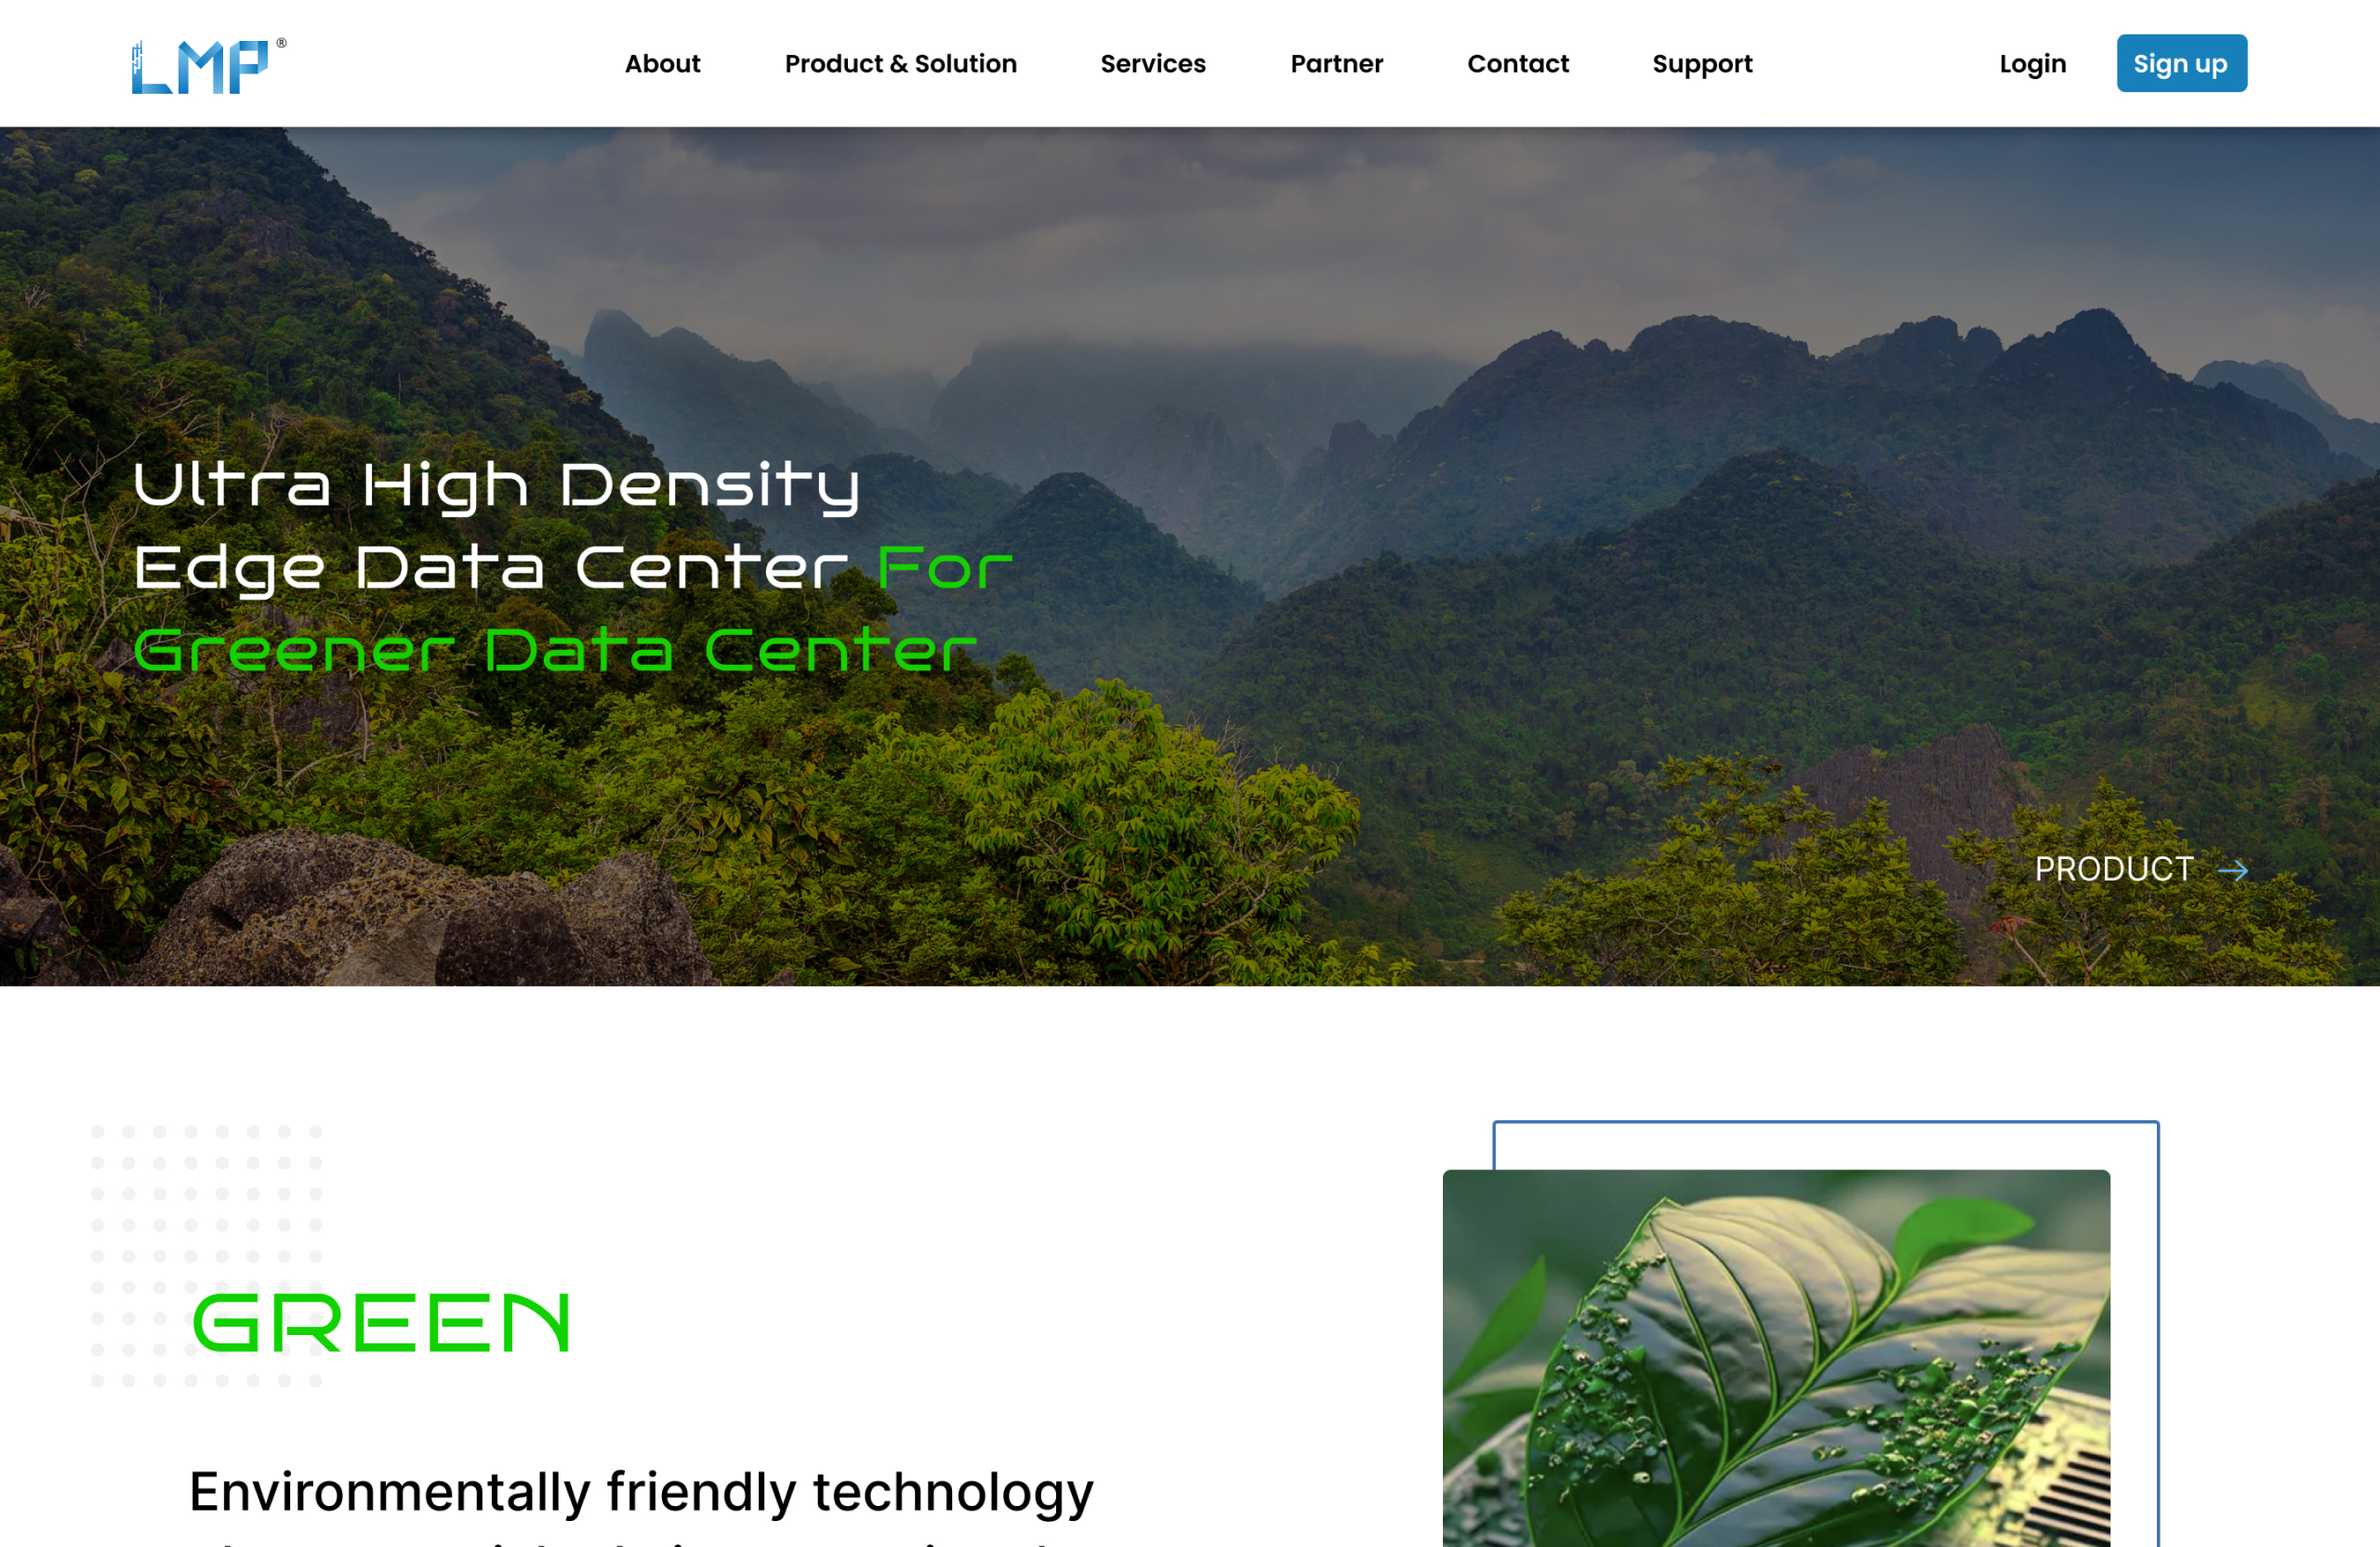 LMP®
About
Product & Solution
Services
Partner
Contact
Support
Login
Sign up
Ultra High Density
Edge Data Center For
Greener Data Center
PRODUCT →
GREEN
Environmentally friendly technology